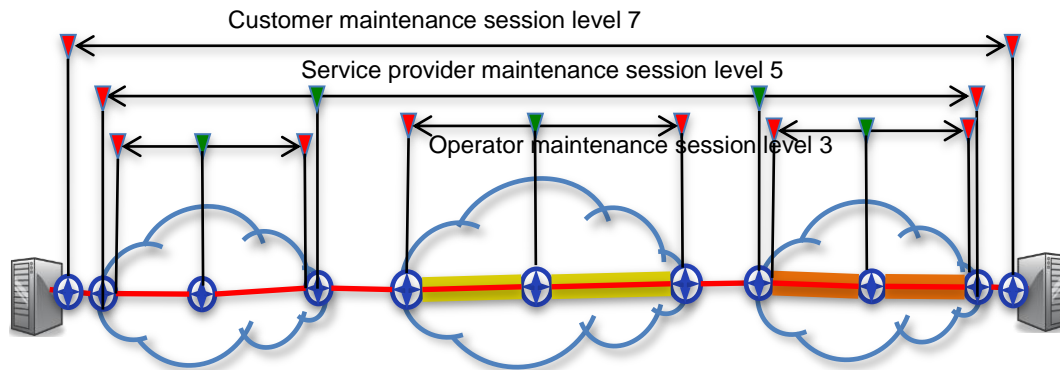 Customer maintenance session level 7
Service provider maintenance session level 5
Operator maintenance session level 3